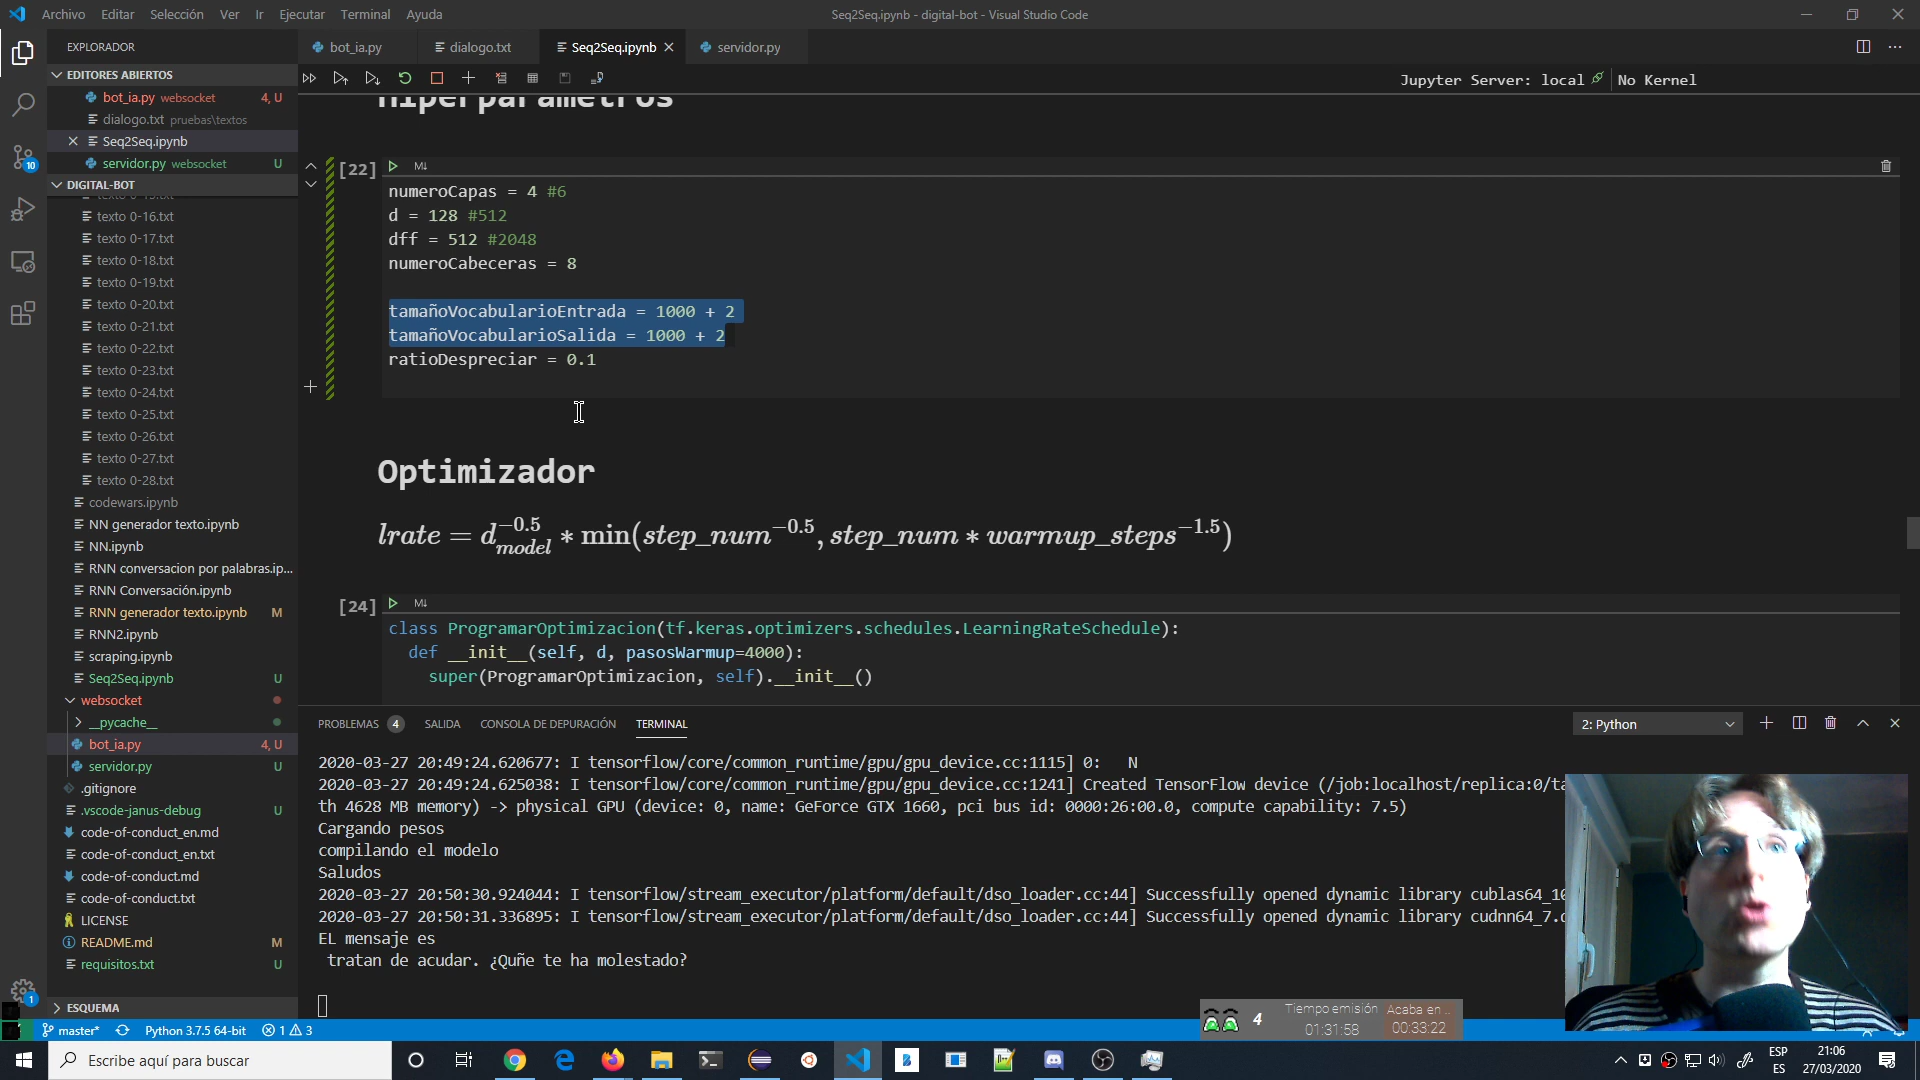 Archivo Editar Selección Ver Ir Ejecutar Terminal Ayuda
Seq2Seq.ipynb - digital-bot - Visual Studio Code
EXPLORADOR
bot_ia.py dialogo.txt Seq2Seq.ipynb servidor.py
EDITORES ABIERTOS
bot_ia.py websocket 4, U
dialogo.txt pruebas\textos
Seq2Seq.ipynb
servidor.py websocket U
DIGITAL-BOT
texto 0-15.txt
texto 0-16.txt
texto 0-17.txt
texto 0-18.txt
texto 0-19.txt
texto 0-20.txt
texto 0-21.txt
texto 0-22.txt
texto 0-23.txt
texto 0-24.txt
texto 0-25.txt
texto 0-26.txt
texto 0-27.txt
texto 0-28.txt
codewars.ipynb
NN generador texto.ipynb
NN.ipynb
RNN conversacion por palabras.ip...
RNN Conversación.ipynb
RNN generador texto.ipynb M
RNN2.ipynb
scraping.ipynb
Seq2Seq.ipynb U
websocket
__pycache__
bot_ia.py 4, U
servidor.py U
.gitignore
.vscode-janus-debug U
code-of-conduct_en.md
code-of-conduct_en.txt
code-of-conduct.md
code-of-conduct.txt
LICENSE
README.md M
requisitos.txt U
ESQUEMA
10
1
Jupyter Server: local No Kernel
Hiperparámetros
[22] M↓
numeroCapas = 4 #6
d = 128 #512
dff = 512 #2048
numeroCabeceras = 8
tamañoVocabularioEntrada = 1000 + 2
tamañoVocabularioSalida = 1000 + 2
ratioDespreciar = 0.1
Optimizador
lrate = d_{model}^{-0.5} * min(step_num^{-0.5}, step_num * warmup_steps^{-1.5})
[24] M↓
class ProgramarOptimizacion(tf.keras.optimizers.schedules.LearningRateSchedule):
def __init__(self, d, pasosWarmup=4000):
super(ProgramarOptimizacion, self).__init__()
PROBLEMAS 4 SALIDA CONSOLA DE DEPURACIÓN TERMINAL 2: Python
2020-03-27 20:49:24.620677: I tensorflow/core/common_runtime/gpu/gpu_device.cc:1115] 0: N
2020-03-27 20:49:24.625038: I tensorflow/core/common_runtime/gpu/gpu_device.cc:1241] Created TensorFlow device (/job:localhost/replica:0/ta
th 4628 MB memory) -> physical GPU (device: 0, name: GeForce GTX 1660, pci bus id: 0000:26:00.0, compute capability: 7.5)
Cargando pesos
compilando el modelo
Saludos
2020-03-27 20:50:30.924044: I tensorflow/stream_executor/platform/default/dso_loader.cc:44] Successfully opened dynamic library cublas64_10
2020-03-27 20:50:31.336895: I tensorflow/stream_executor/platform/default/dso_loader.cc:44] Successfully opened dynamic library cudnn64_7.d
EL mensaje es
tratan de acudar. ¿Quñe te ha molestado?
4 Tiempo emisión Acaba en ..
01:31:58 00:33:22
master* Python 3.7.5 64-bit 1 3
Escribe aquí para buscar
ESP
ES
21:06
27/03/2020